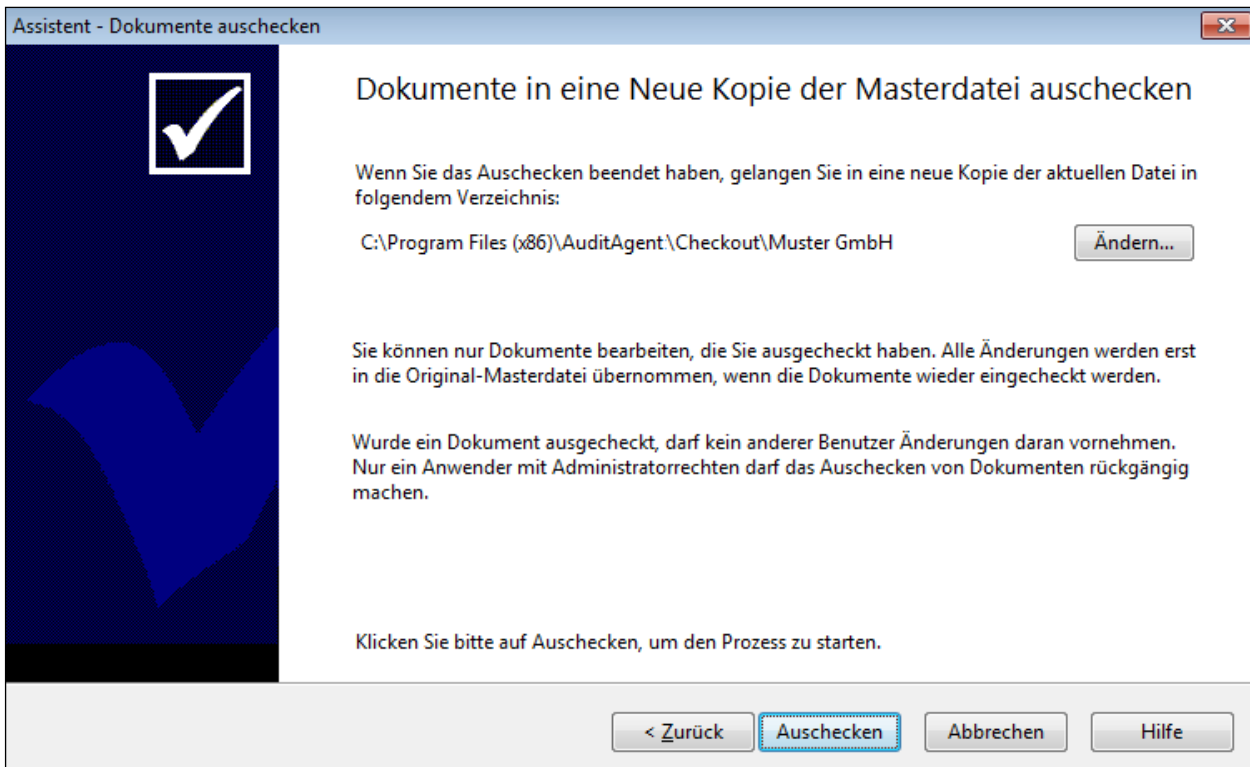 Assistent - Dokumente auschecken
Dokumente in eine Neue Kopie der Masterdatei auschecken
Wenn Sie das Auschecken beendet haben, gelangen Sie in eine neue Kopie der aktuellen Datei in
folgendem Verzeichnis:
C:\Program Files (x86)\AuditAgent\Checkout\Muster GmbH
Ändern...
Sie können nur Dokumente bearbeiten, die Sie ausgecheckt haben. Alle Änderungen werden erst
in die Original-Masterdatei übernommen, wenn die Dokumente wieder eingecheckt werden.
Wurde ein Dokument ausgecheckt, darf kein anderer Benutzer Änderungen daran vornehmen.
Nur ein Anwender mit Administratorrechten darf das Auschecken von Dokumenten rückgängig
machen.
Klicken Sie bitte auf Auschecken, um den Prozess zu starten.
< Zurück Auschecken Abbrechen Hilfe